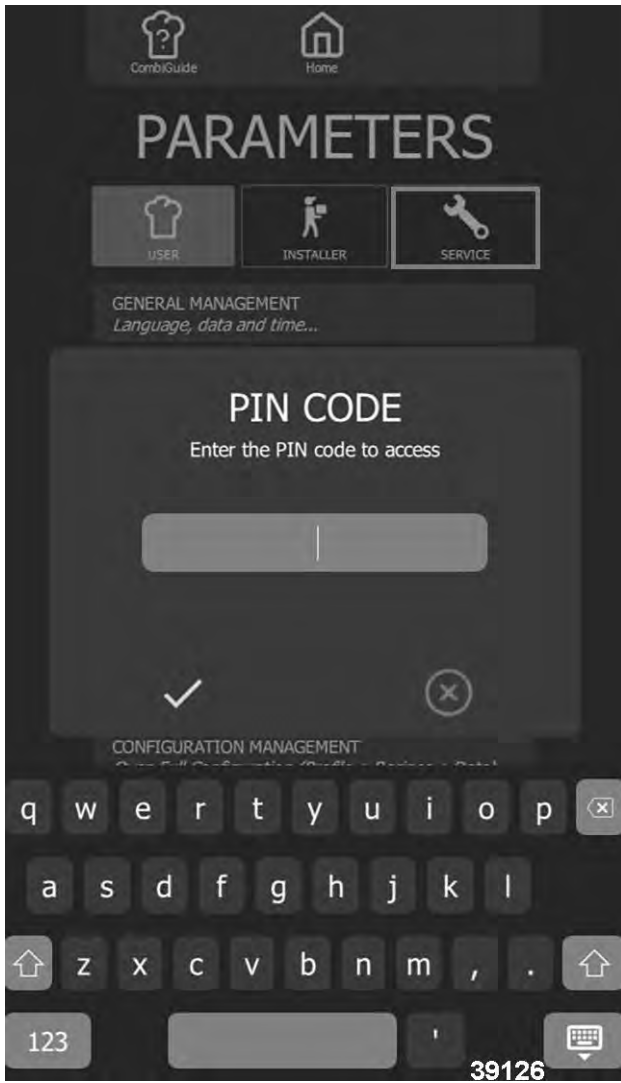 CombiGuide Home
PARAMETERS
USER INSTALLER SERVICE
GENERAL MANAGEMENT
Language, data and time...
PIN CODE
Enter the PIN code to access
CONFIGURATION MANAGEMENT
q w e r t y u i o p
a s d f g h j k l
z x c v b n m , .
123 '
39126